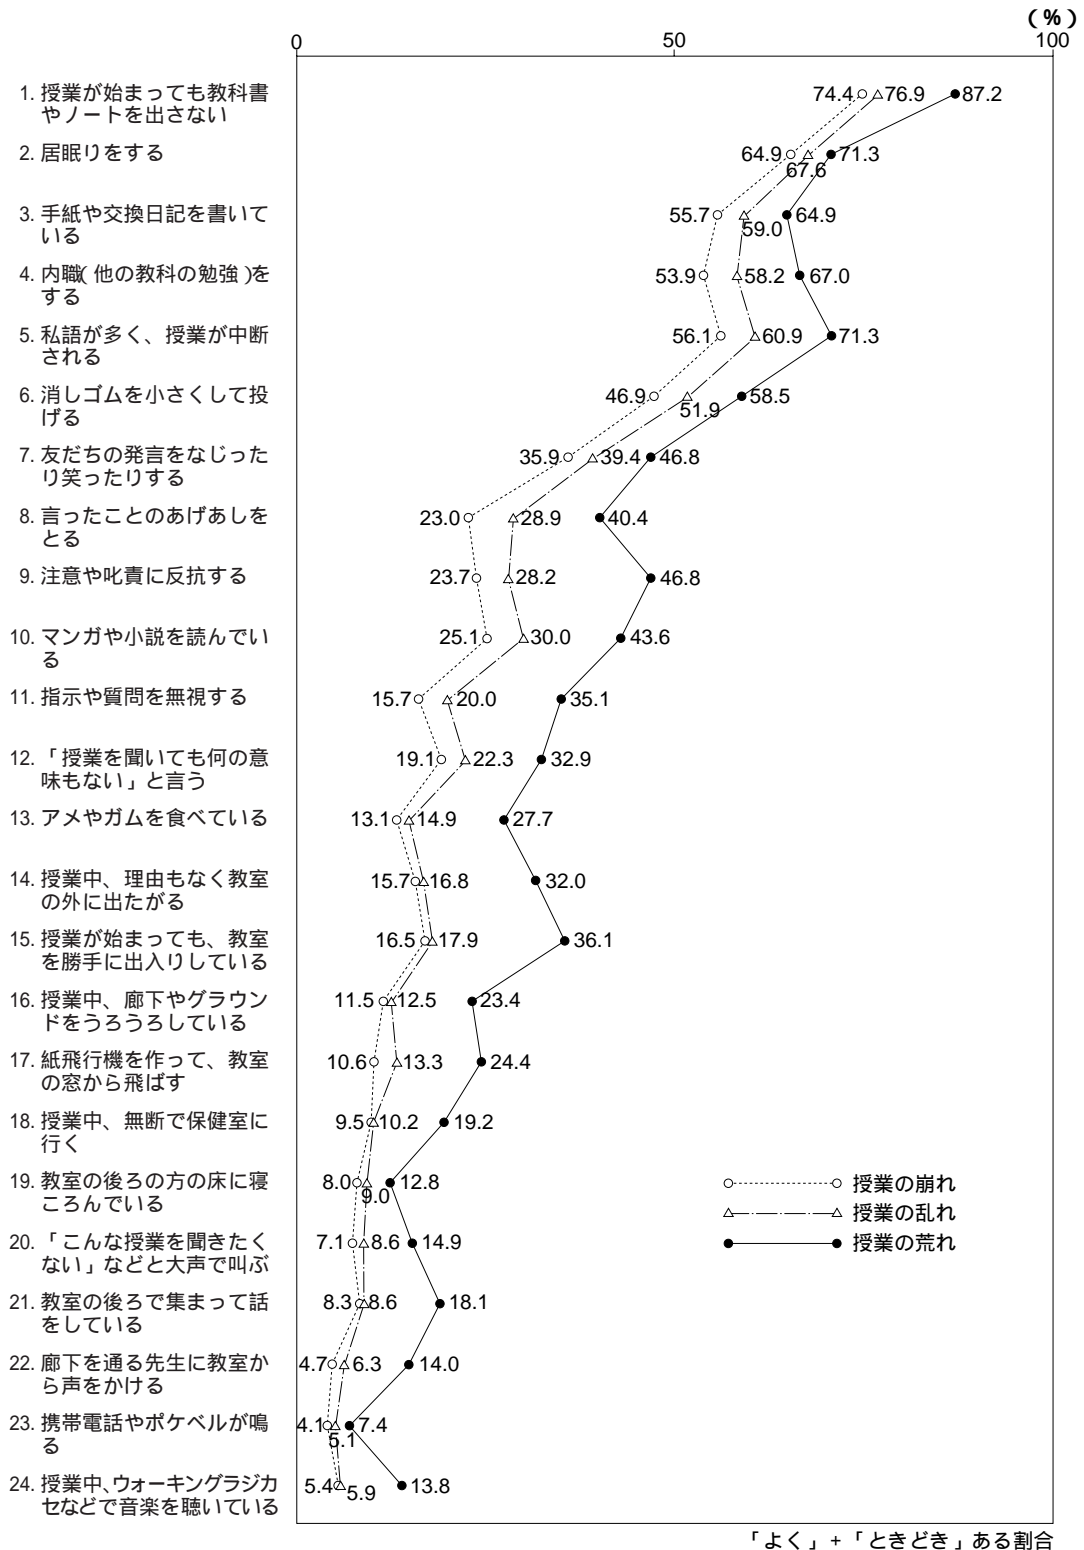 (%)
0 50 100
1. 授業が始まっても教科書
やノートを出さない
74.4 76.9 87.2
2. 居眠りをする
64.9 67.6 71.3
3. 手紙や交換日記を書いて
いる
55.7 59.0 64.9
4. 内職(他の教科の勉強)を
する
53.9 58.2 67.0
5. 私語が多く、授業が中断
される
56.1 60.9 71.3
6. 消しゴムを小さくして投
げる
46.9 51.9 58.5
7. 友だちの発言をなじった
り笑ったりする
35.9 39.4 46.8
8. 言ったことのあげあしを
とる
23.0 28.9 40.4
9. 注意や叱責に反抗する
23.7 28.2 46.8
10. マンガや小説を読んでい
る
25.1 30.0 43.6
11. 指示や質問を無視する
15.7 20.0 35.1
12. 「授業を聞いても何の意
味もない」と言う
19.1 22.3 32.9
13. アメやガムを食べている
13.1 14.9 27.7
14. 授業中、理由もなく教室
の外に出たがる
15.7 16.8 32.0
15. 授業が始まっても、教室
を勝手に出入りしている
16.5 17.9 36.1
16. 授業中、廊下やグラウン
ドをうろうろしている
11.5 12.5 23.4
17. 紙飛行機を作って、教室
の窓から飛ばす
10.6 13.3 24.4
18. 授業中、無断で保健室に
行く
9.5 10.2 19.2
19. 教室の後ろの方の床に寝
ころんでいる
8.0 9.0 12.8
20. 「こんな授業を聞きたく
ない」などと大声で叫ぶ
7.1 8.6 14.9
21. 教室の後ろで集まって話
をしている
8.3 8.6 18.1
22. 廊下を通る先生に教室か
ら声をかける
4.7 6.3 14.0
23. 携帯電話やポケベルが鳴
る
4.1 5.1 7.4
24. 授業中、ウォーキングラジカ
セなどで音楽を聴いている
5.4 5.9 13.8
授業の崩れ
授業の乱れ
授業の荒れ
「よく」+「ときどき」ある割合